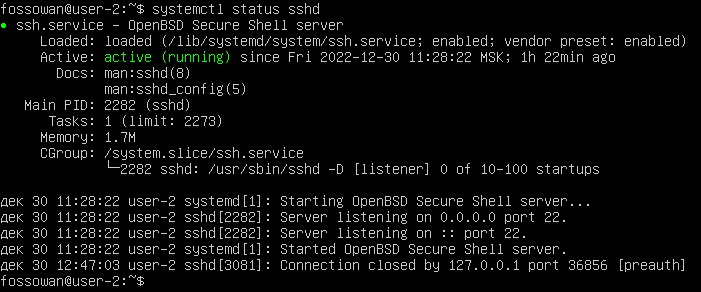 fossowan@user-2:~$ systemctl status sshd
● ssh.service - OpenBSD Secure Shell server
Loaded: loaded (/lib/systemd/system/ssh.service; enabled; vendor preset: enabled)
Active: active (running) since Fri 2022-12-30 11:28:22 MSK; 1h 22min ago
Docs: man:sshd(8)
man:sshd_config(5)
Main PID: 2282 (sshd)
Tasks: 1 (limit: 2273)
Memory: 1.7M
CGroup: /system.slice/ssh.service
└─2282 sshd: /usr/sbin/sshd -D [listener] 0 of 10-100 startups

дек 30 11:28:22 user-2 systemd[1]: Starting OpenBSD Secure Shell server...
дек 30 11:28:22 user-2 sshd[2282]: Server listening on 0.0.0.0 port 22.
дек 30 11:28:22 user-2 sshd[2282]: Server listening on :: port 22.
дек 30 11:28:22 user-2 systemd[1]: Started OpenBSD Secure Shell server.
дек 30 12:47:03 user-2 sshd[3081]: Connection closed by 127.0.0.1 port 36856 [preauth]
fossowan@user-2:~$